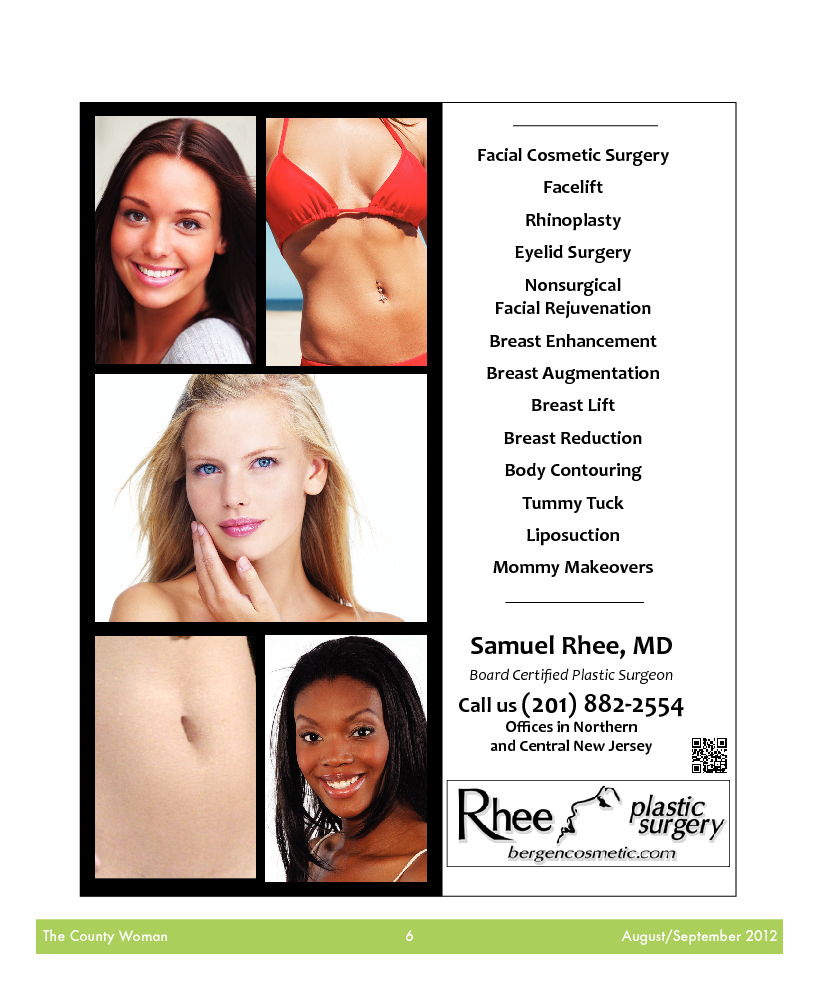 Facial Cosmetic Surgery
Facelift
Rhinoplasty
Eyelid Surgery
Nonsurgical
Facial Rejuvenation
Breast Enhancement
Breast Augmentation
Breast Lift
Breast Reduction
Body Contouring
Tummy Tuck
Liposuction
Mommy Makeovers
Samuel Rhee, MD
Board Certified Plastic Surgeon
Call us (201) 882-2554
Offices in Northern
and Central New Jersey
Rhee plastic
surgery
bergencosmetic.com
The County Woman 6 August/September 2012